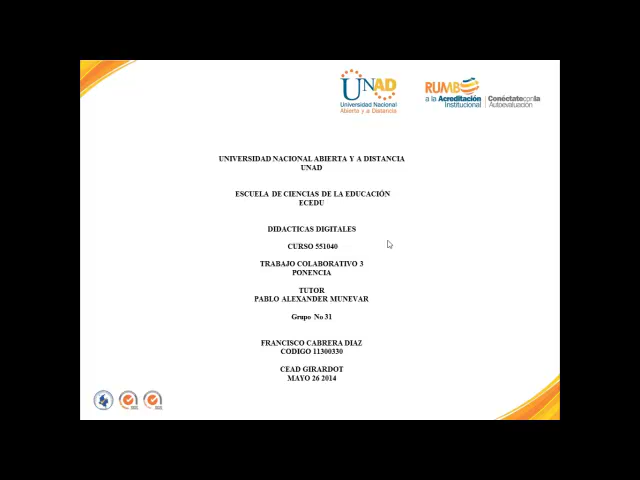 UNAD
Universidad Nacional
Abierta y a Distancia
RUMBO
a la Acreditación
Institucional
Conéctate con la
Autoevaluación
UNIVERSIDAD NACIONAL ABIERTA Y A DISTANCIA
UNAD
ESCUELA DE CIENCIAS DE LA EDUCACIÓN
ECEDU
DIDACTICAS DIGITALES
CURSO 551040
TRABAJO COLABORATIVO 3
PONENCIA
TUTOR
PABLO ALEXANDER MUNEVAR
Grupo No 31
FRANCISCO CABRERA DIAZ
CODIGO 11300330
CEAD GIRARDOT
MAYO 26 2014